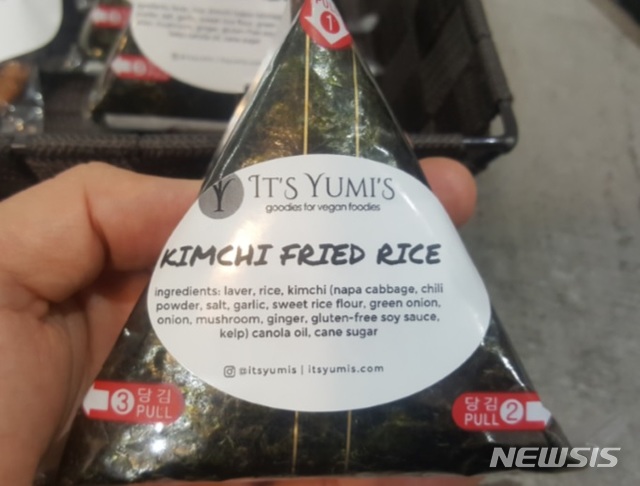 PULL
1
IT'S YUMI'S
goodies for vegan foodies
KIMCHI FRIED RICE
ingredients: laver, rice, kimchi (napa cabbage, chili
powder, salt, garlic, sweet rice flour, green onion,
onion, mushroom, ginger, gluten-free soy sauce,
kelp) canola oil, cane sugar
@itsyumis | itsyumis.com
3 당김
PULL
당김 2
PULL
NEWSIS